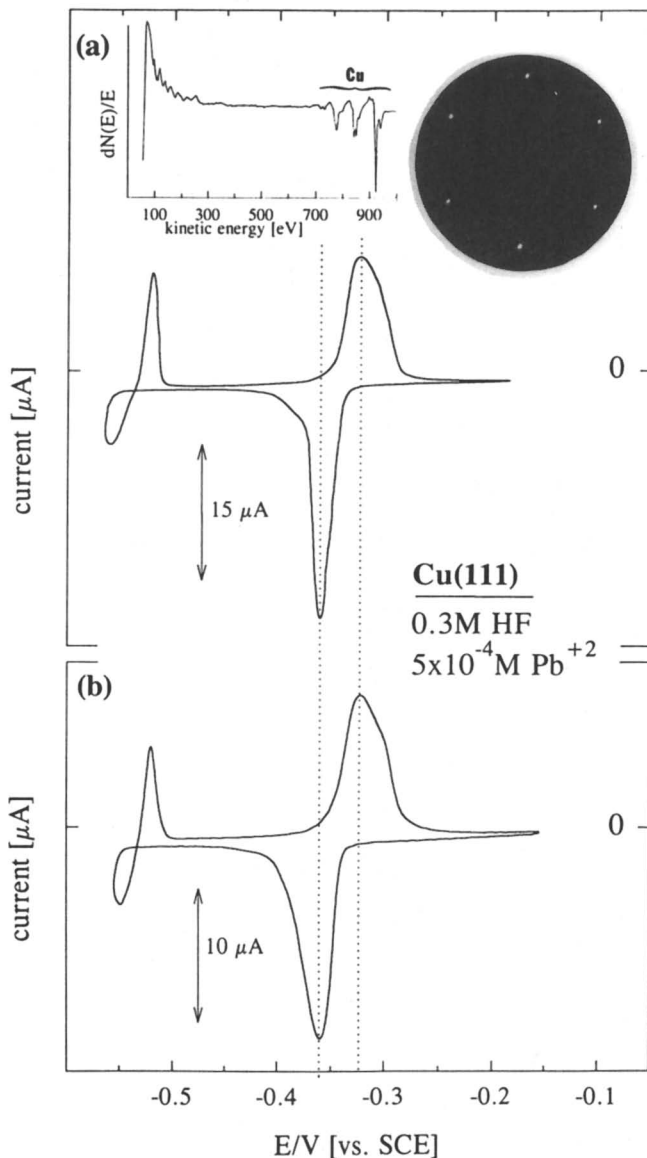 (a)
Cu
dN(E)/E
100 300 500 700 900
kinetic energy [eV]
0
current [µA]
15 µA
Cu(111)
0.3M HF
5x10⁻⁴M Pb⁺²
(b)
0
current [µA]
10 µA
-0.5 -0.4 -0.3 -0.2 -0.1
E/V [vs. SCE]